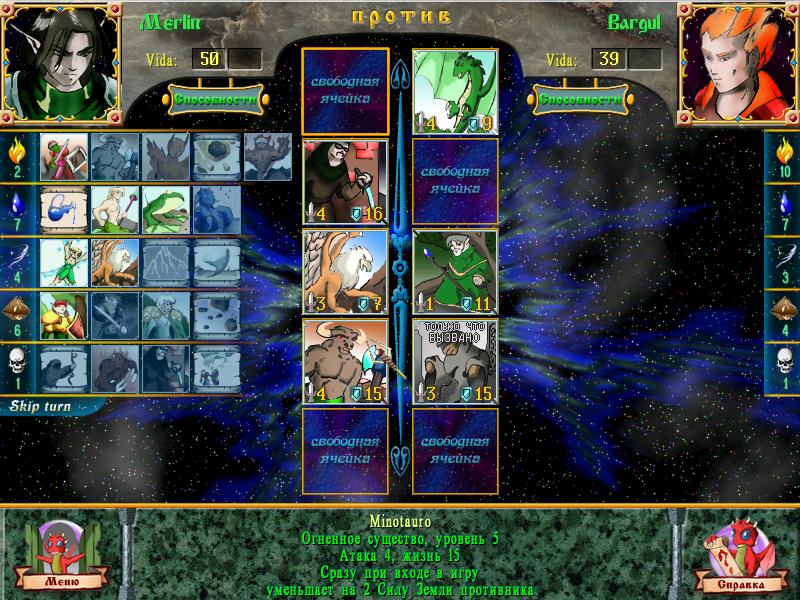 Merlin
против
Bargul
Vida: 50
Vida: 39
Способности
Способности
свободная
ячейка
4 9
2
10
4 16
свободная
ячейка
7
7
3 7
1 11
4
3
6
4
ТОЛЬКО ЧТО
ВЫЗВАНО
4 15
3 15
1
1
Skip turn
свободная
ячейка
свободная
ячейка
Minotauro
Огненное существо, уровень 5
Атака 4, жизнь 15
Сразу при входе в игру
уменьшает на 2 Силу Земли противника
Меню
Справка